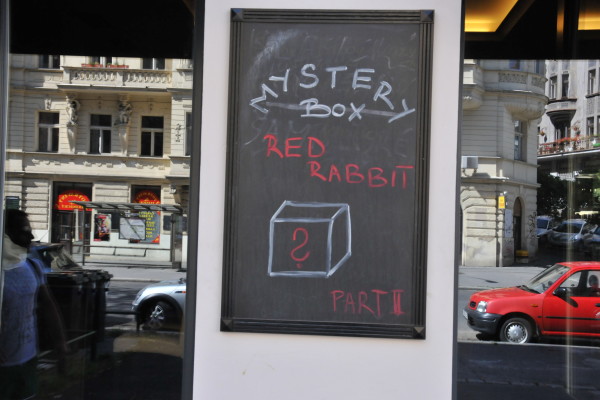 MYSTERY
BOX
RED
RABBIT
?
PART II